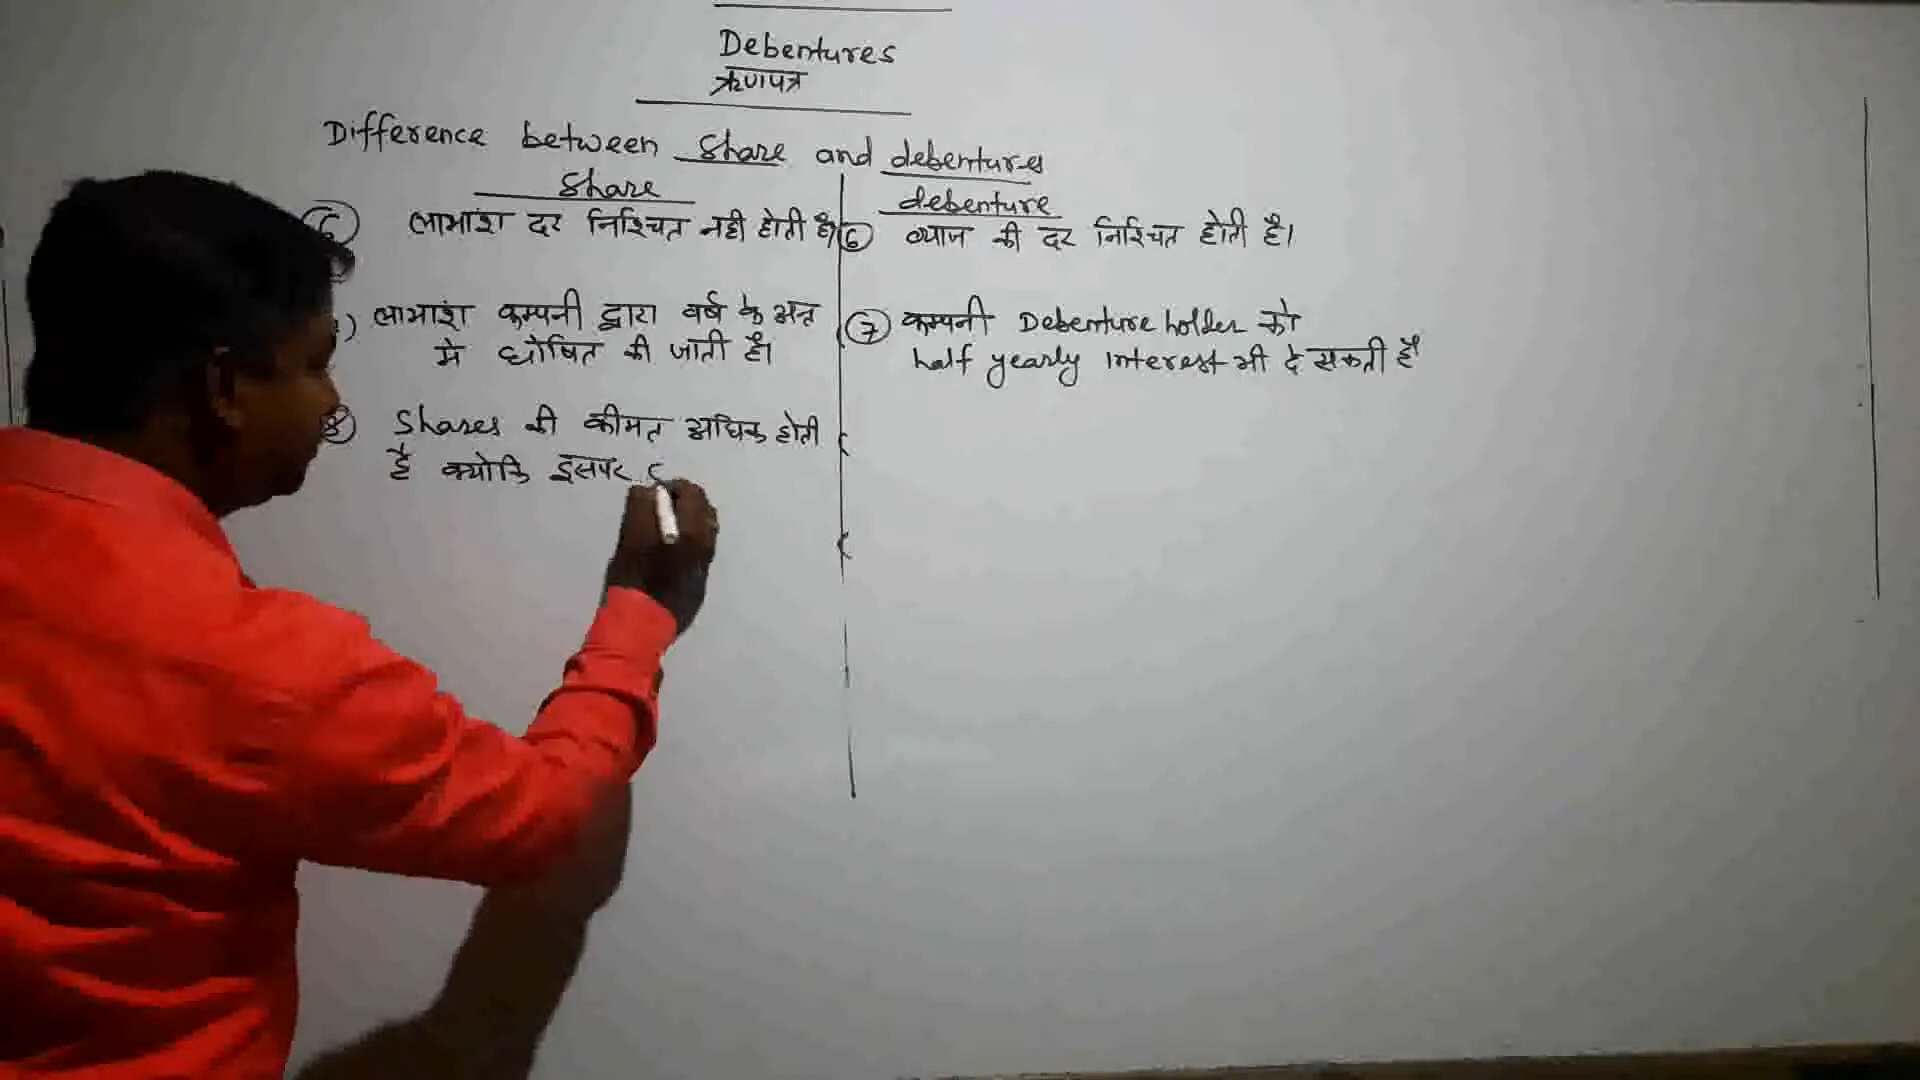 Debentures
ऋणपत्र
Difference between Share and debentures
Share
debenture
लाभांश दर निश्चित नही होती है।
⑥ व्याज की दर निश्चित होती है।
लाभांश कम्पनी द्वारा वर्ष के अन्त
मे घोषित की जाती है।
⑦ कम्पनी Debenture holder को
half yearly interest भी दे सकती है
⑧ Shares की कीमत अधिक होती
है क्योकि इसपर